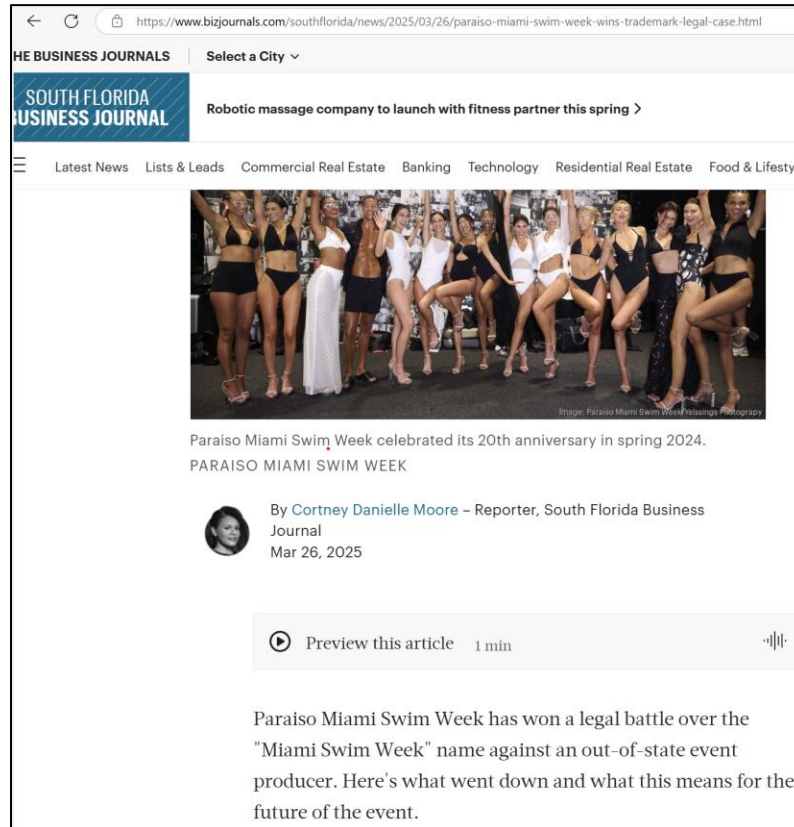 https://www.bizjournals.com/southflorida/news/2025/03/26/paraiso-miami-swim-week-wins-trademark-legal-case.html
HE BUSINESS JOURNALS Select a City
SOUTH FLORIDA
BUSINESS JOURNAL
Robotic massage company to launch with fitness partner this spring >
Latest News Lists & Leads Commercial Real Estate Banking Technology Residential Real Estate Food & Lifesty
Image: Paraiso Miami Swim Week/Yelssings Photograpy
Paraiso Miami Swim Week celebrated its 20th anniversary in spring 2024.
PARAISO MIAMI SWIM WEEK
By Cortney Danielle Moore – Reporter, South Florida Business
Journal
Mar 26, 2025
Preview this article 1 min
Paraiso Miami Swim Week has won a legal battle over the
"Miami Swim Week" name against an out-of-state event
producer. Here's what went down and what this means for the
future of the event.